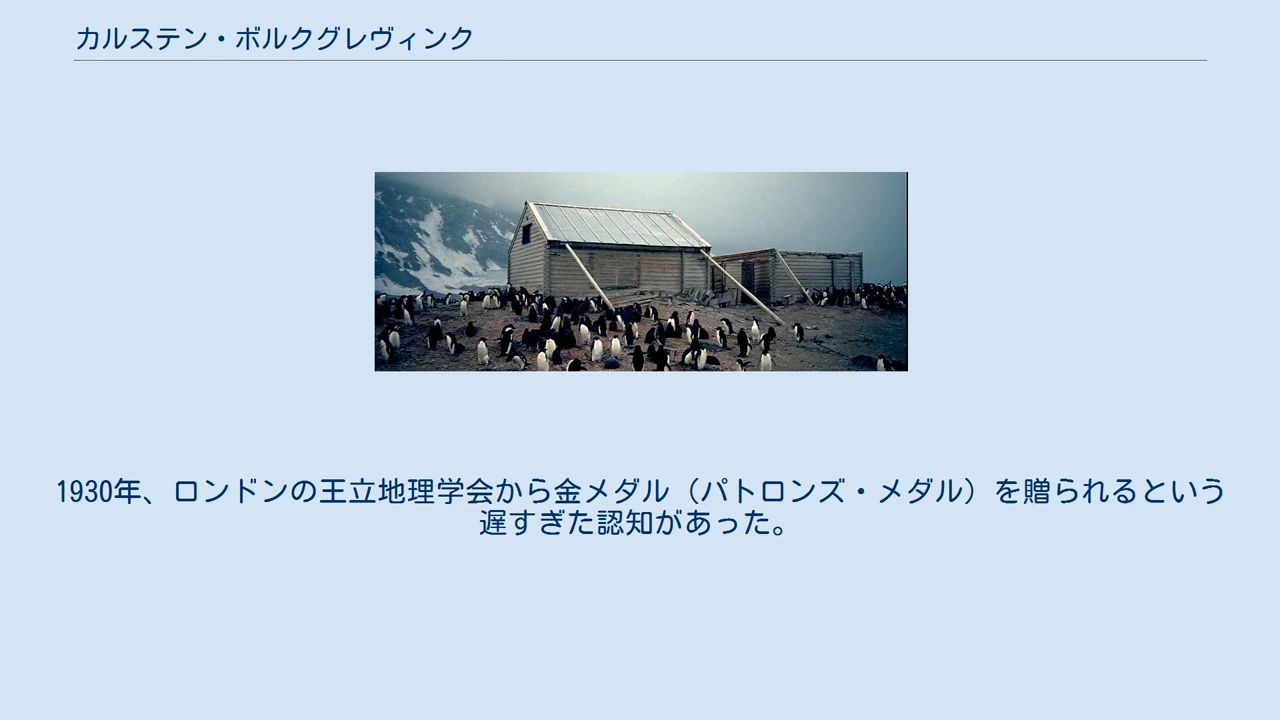 カルステン・ボルクグレヴィンク
1930年、ロンドンの王立地理学会から金メダル（パトロンズ・メダル）を贈られるという
遅すぎた認知があった。